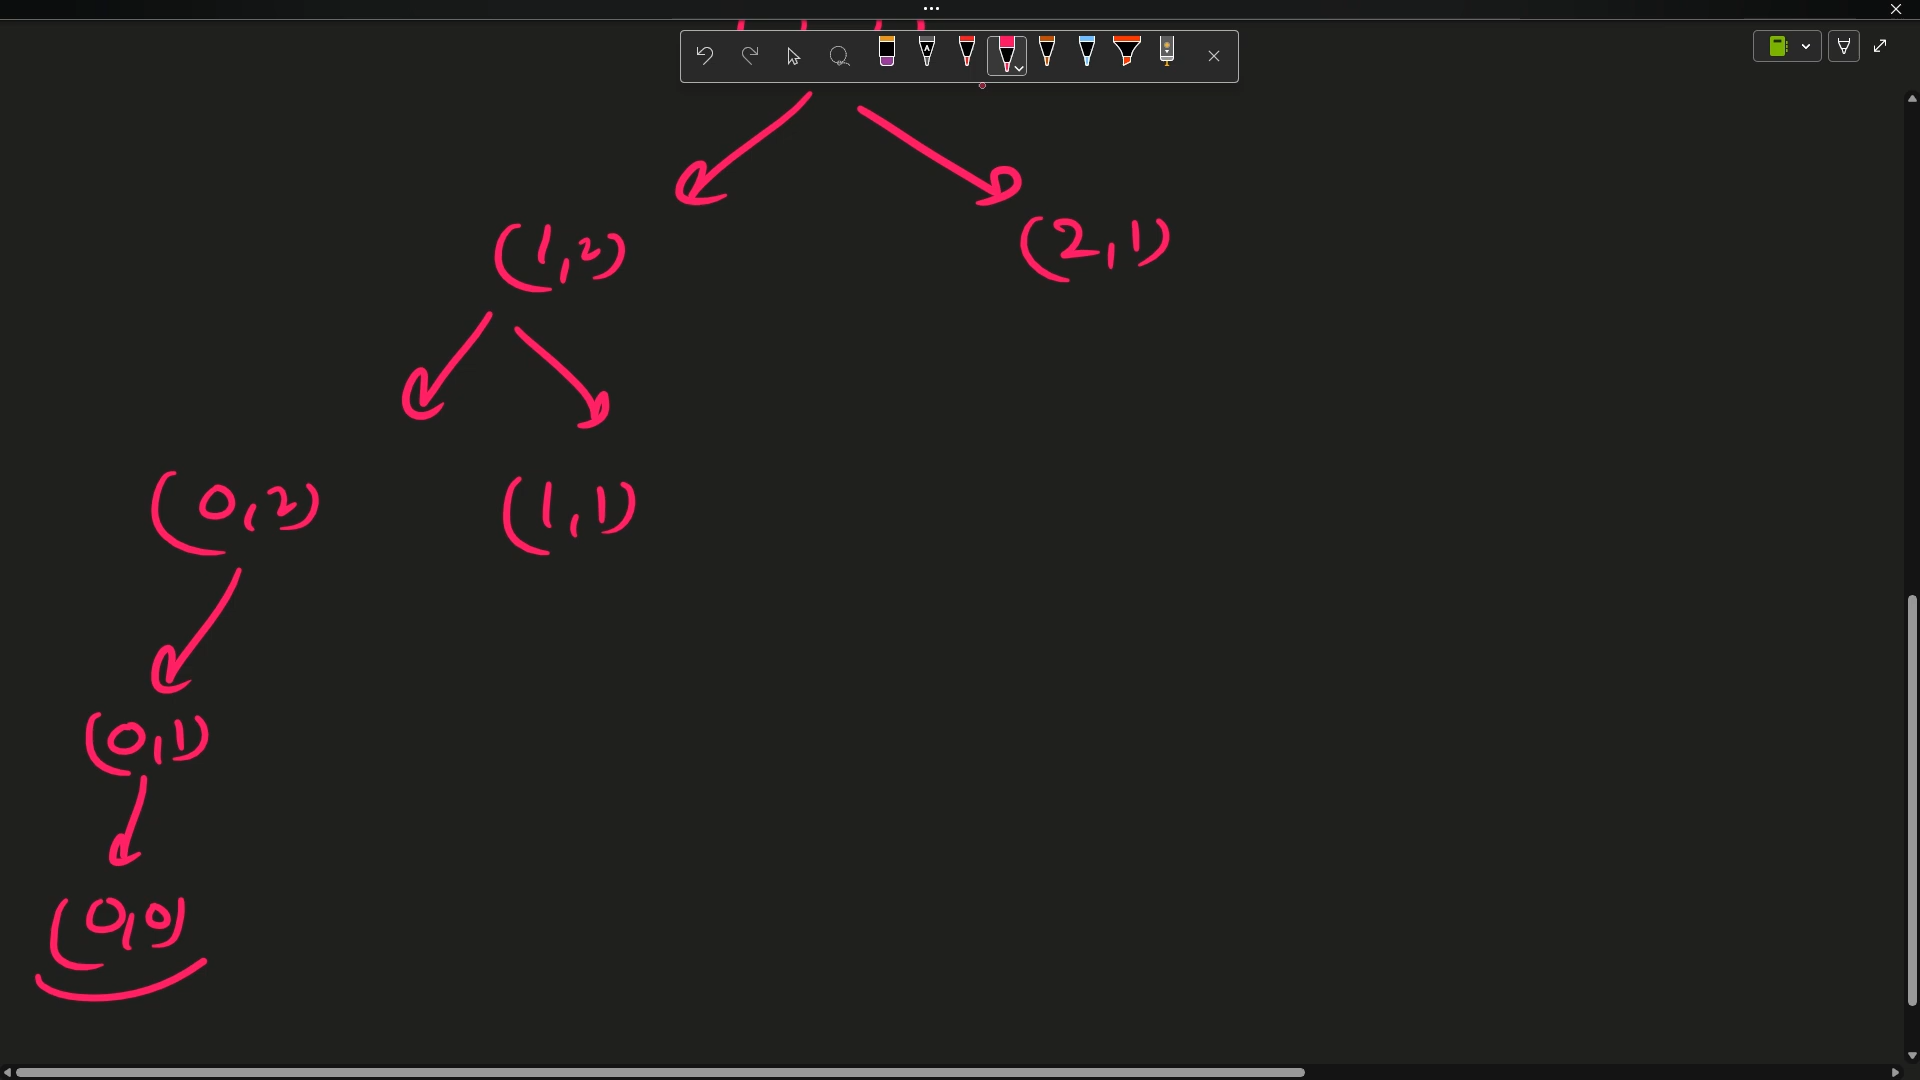 (1,2) (2,1)
(0,2) (1,1)
(0,1)
(0,0)